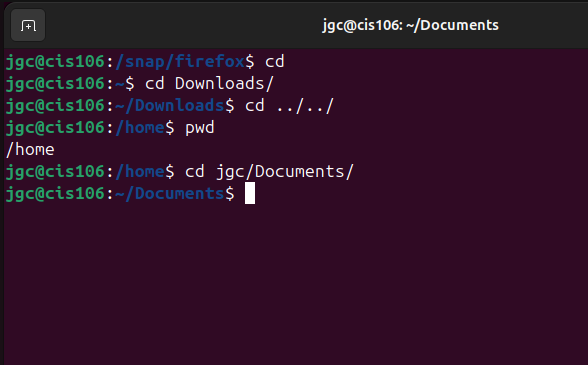 jgc@cis106: ~/Documents
jgc@cis106:/snap/firefox$ cd
jgc@cis106:~$ cd Downloads/
jgc@cis106:~/Downloads$ cd ../../
jgc@cis106:/home$ pwd
/home
jgc@cis106:/home$ cd jgc/Documents/
jgc@cis106:~/Documents$